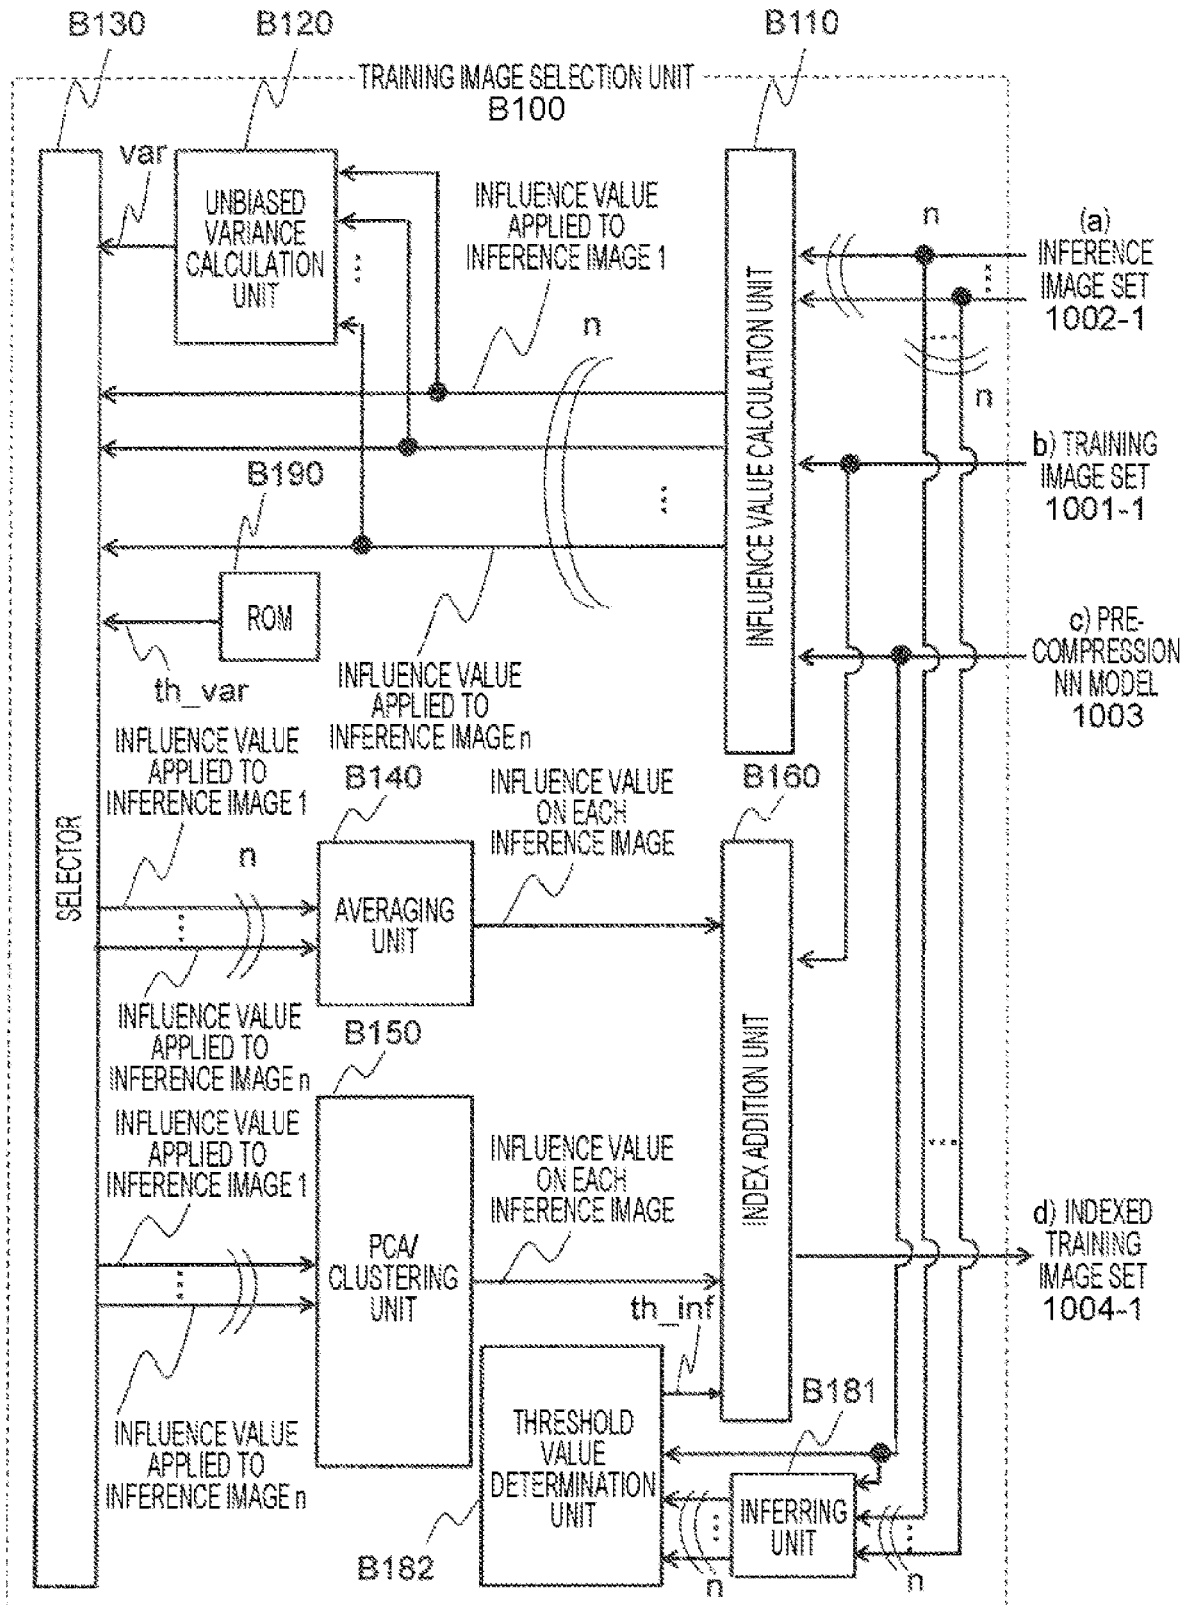 B130
B120
B110
TRAINING IMAGE SELECTION UNIT
B100
var
UNBIASED
VARIANCE
CALCULATION
UNIT
INFLUENCE VALUE
APPLIED TO
INFERENCE IMAGE 1
n
INFLUENCE VALUE CALCULATION UNIT
n
n
(a)
INFERENCE
IMAGE SET
1002-1
b) TRAINING
IMAGE SET
1001-1
c) PRE-
COMPRESSION
NN MODEL
1003
B190
ROM
th_var
INFLUENCE VALUE
APPLIED TO
INFERENCE IMAGE n
SELECTOR
INFLUENCE VALUE
APPLIED TO
INFERENCE IMAGE 1
n
B140
AVERAGING
UNIT
INFLUENCE VALUE
ON EACH
INFERENCE IMAGE
B160
INDEX ADDITION UNIT
INFLUENCE VALUE
APPLIED TO
INFERENCE IMAGE n
B150
INFLUENCE VALUE
APPLIED TO
INFERENCE IMAGE 1
PCA/
CLUSTERING
UNIT
INFLUENCE VALUE
ON EACH
INFERENCE IMAGE
th_inf
d) INDEXED
TRAINING
IMAGE SET
1004-1
INFLUENCE VALUE
APPLIED TO
INFERENCE IMAGE n
THRESHOLD
VALUE
DETERMINATION
UNIT
B181
INFERRING
UNIT
B182
n
n